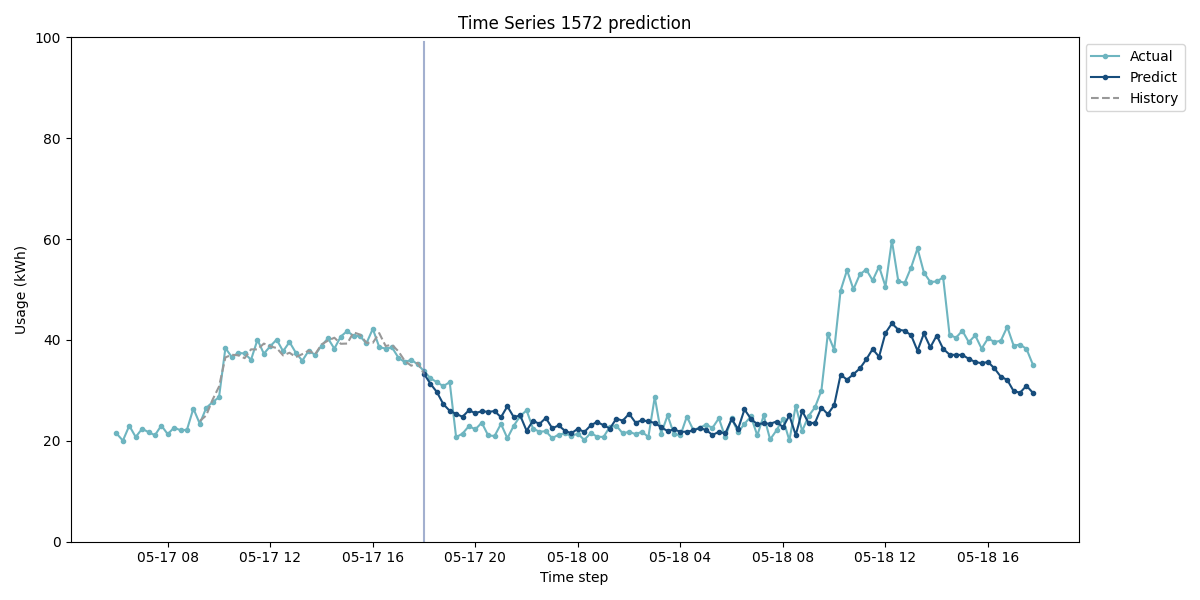 Time Series 1572 prediction
100
80
60
40
20
0
Usage (kWh)
05-17 08
05-17 12
05-17 16
05-17 20
05-18 00
05-18 04
05-18 08
05-18 12
05-18 16
Time step
Actual
Predict
History